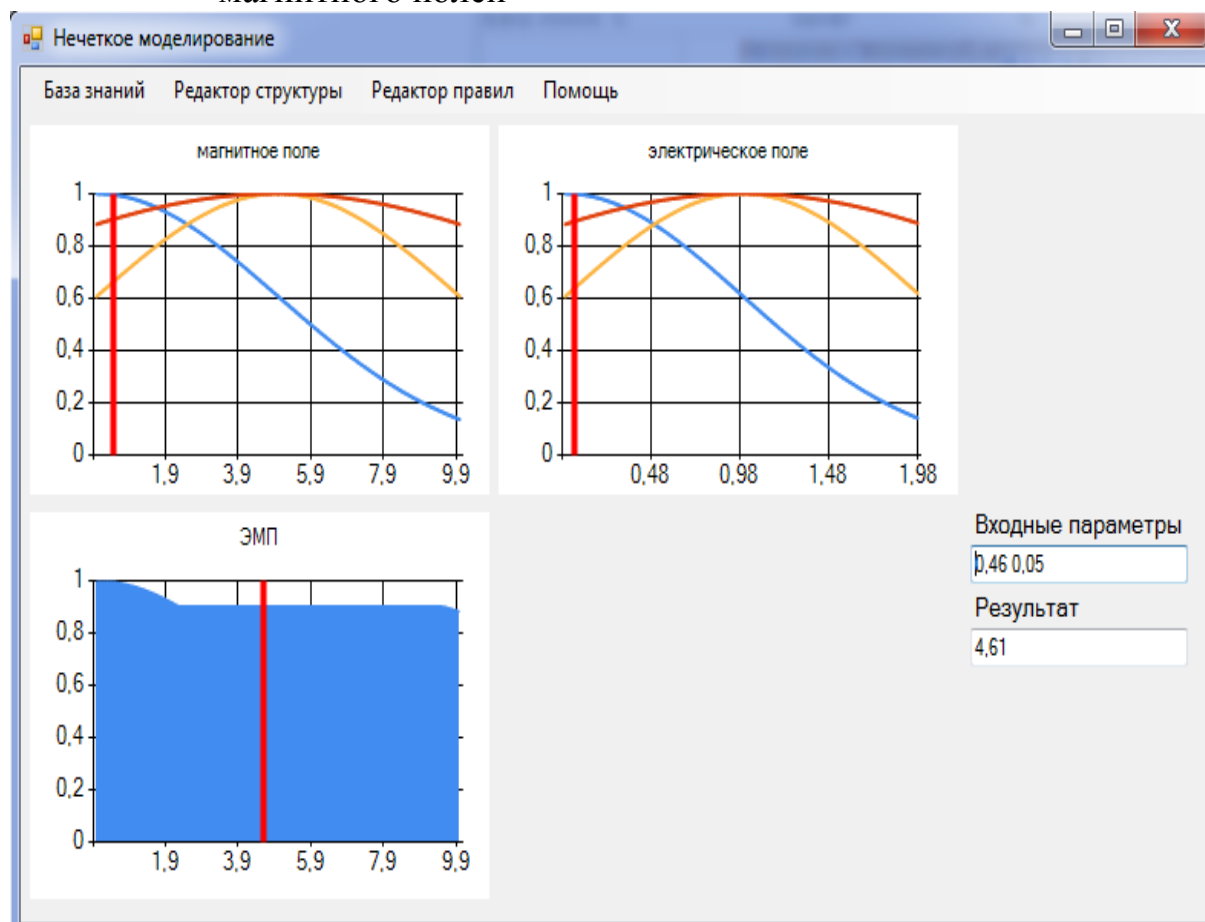 магнитного полей
Нечеткое моделирование
База знаний Редактор структуры Редактор правил Помощь
магнитное поле
1
0,8
0,6
0,4
0,2
0
1,9 3,9 5,9 7,9 9,9
электрическое поле
1
0,8
0,6
0,4
0,2
0
0,48 0,98 1,48 1,98
ЭМП
1
0,8
0,6
0,4
0,2
0
1,9 3,9 5,9 7,9 9,9
Входные параметры
0,46 0,05
Результат
4,61